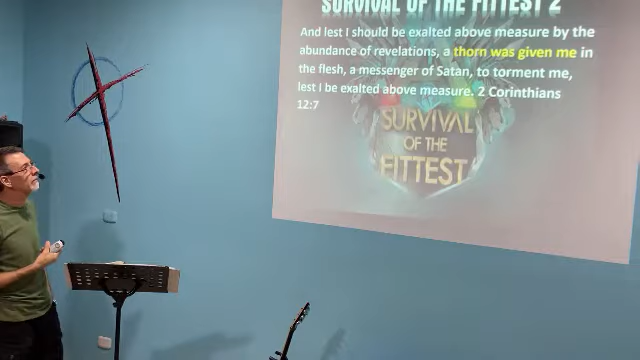 SURVIVAL OF THE FITTEST 2
And lest I should be exalted above measure by the
abundance of revelations, a thorn was given me in
the flesh, a messenger of Satan, to torment me,
lest I be exalted above measure. 2 Corinthians
12:7
SURVIVAL
OF THE
FITTEST